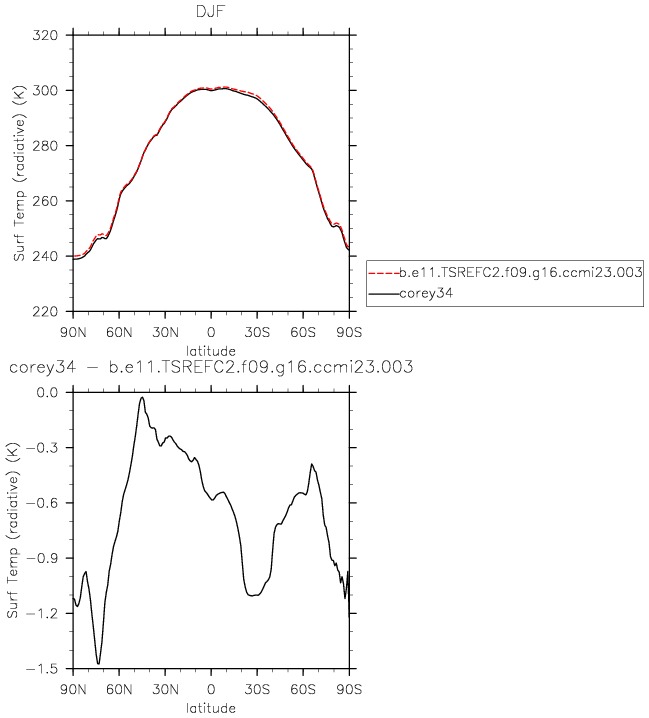 DJF
320
300
280
260
240
220
Surf Temp (radiative) (K)
90N 60N 30N 0 30S 60S 90S
latitude
b.e11.TSREFC2.f09.g16.ccmi23.003
corey34
corey34 − b.e11.TSREFC2.f09.g16.ccmi23.003
0.0
−0.3
−0.6
−0.9
−1.2
−1.5
Surf Temp (radiative) (K)
90N 60N 30N 0 30S 60S 90S
latitude